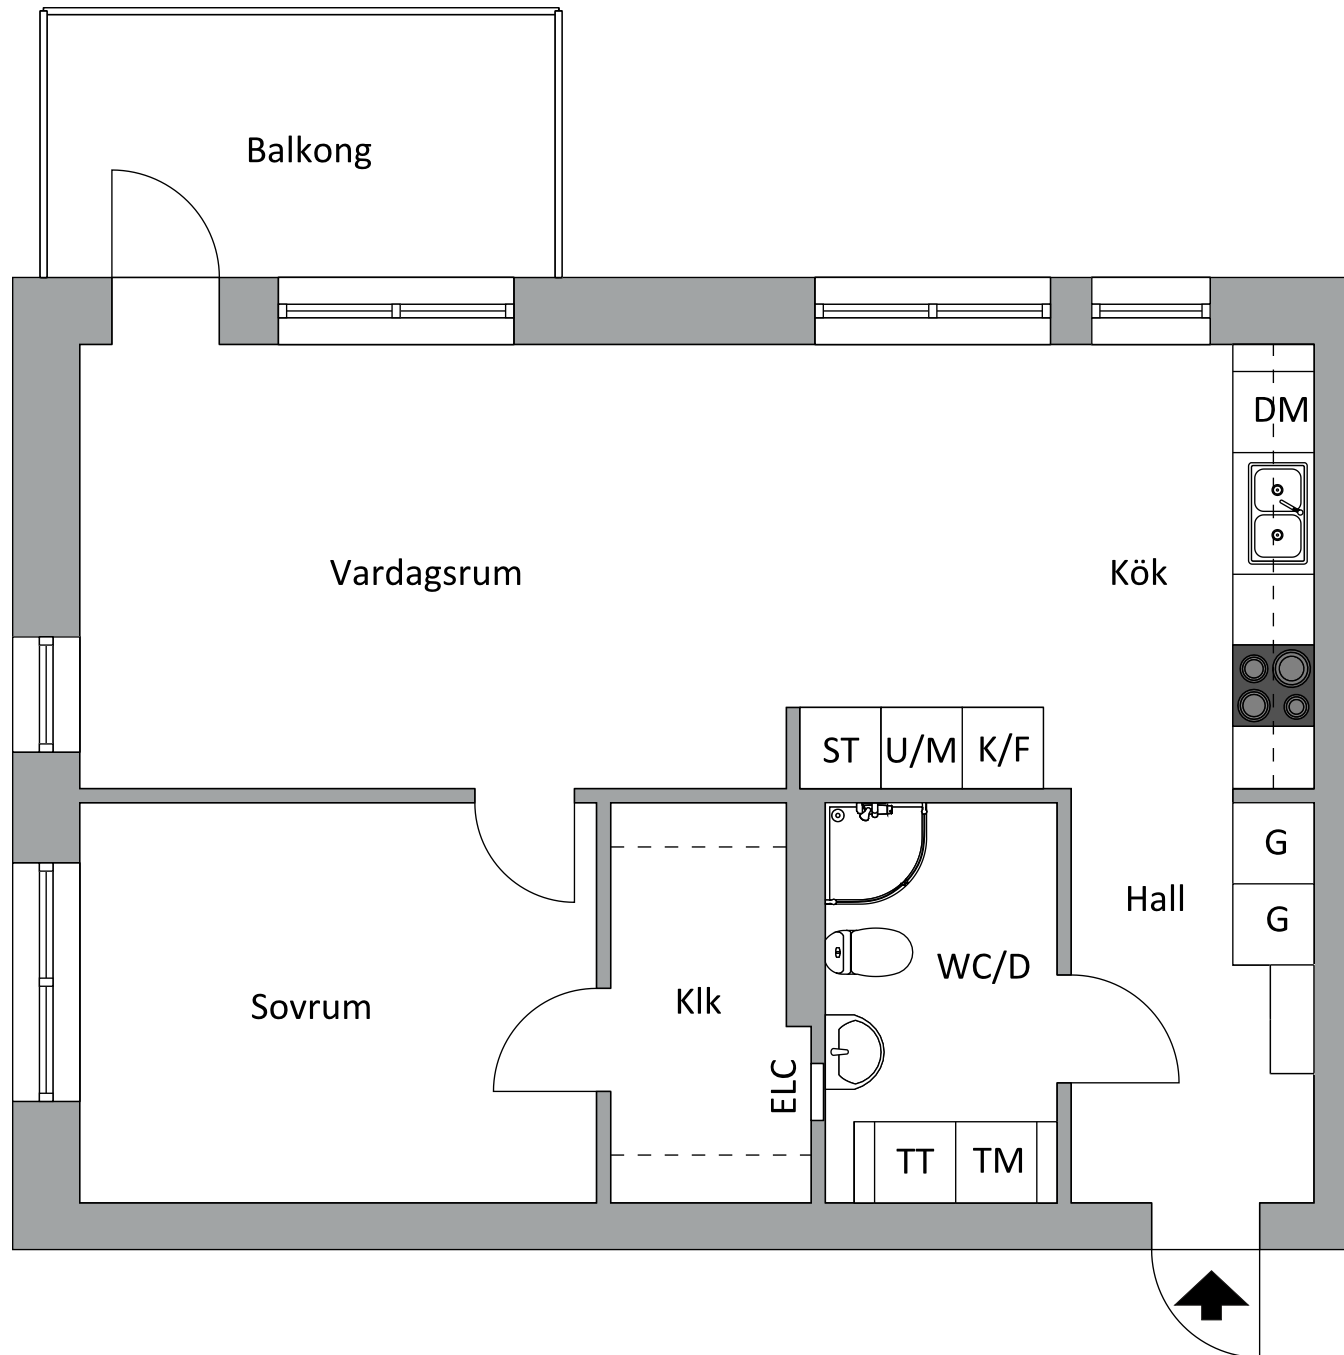 Balkong
DM
Vardagsrum
Kök
ST
U/M
K/F
G
Hall
G
WC/D
Sovrum
Klk
ELC
TT
TM